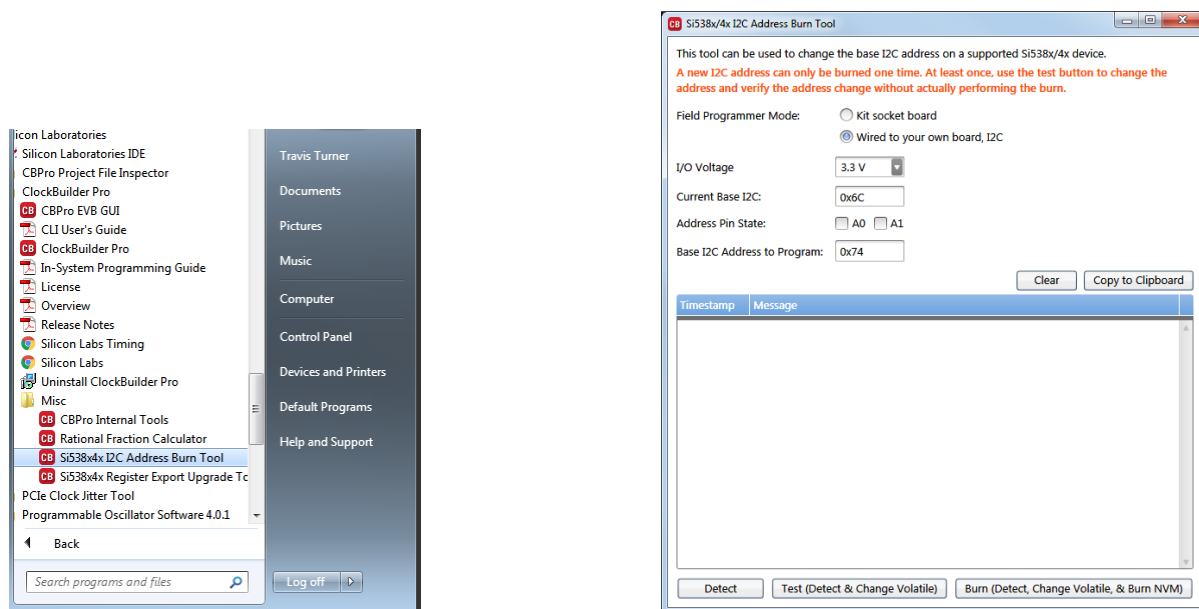 licon Laboratories
Silicon Laboratories IDE
CBPro Project File Inspector
ClockBuilder Pro
CB CBPro EVB GUI
CLI User's Guide
CB ClockBuilder Pro
In-System Programming Guide
License
Overview
Release Notes
Silicon Labs Timing
Silicon Labs
Uninstall ClockBuilder Pro
Misc
CB CBPro Internal Tools
CB Rational Fraction Calculator
CB Si538x4x I2C Address Burn Tool
CB Si538x4x Register Export Upgrade To
PCIe Clock Jitter Tool
Programmable Oscillator Software 4.0.1
Back
Search programs and files
Travis Turner
Documents
Pictures
Music
Computer
Control Panel
Devices and Printers
Default Programs
Help and Support
Log off
CB Si538x/4x I2C Address Burn Tool
This tool can be used to change the base I2C address on a supported Si538x/4x device.
A new I2C address can only be burned one time. At least once, use the test button to change the
address and verify the address change without actually performing the burn.
Field Programmer Mode:
Kit socket board
Wired to your own board, I2C
I/O Voltage 3.3 V
Current Base I2C: 0x6C
Address Pin State: A0 A1
Base I2C Address to Program: 0x74
Clear Copy to Clipboard
Timestamp Message
Detect Test (Detect & Change Volatile) Burn (Detect, Change Volatile, & Burn NVM)